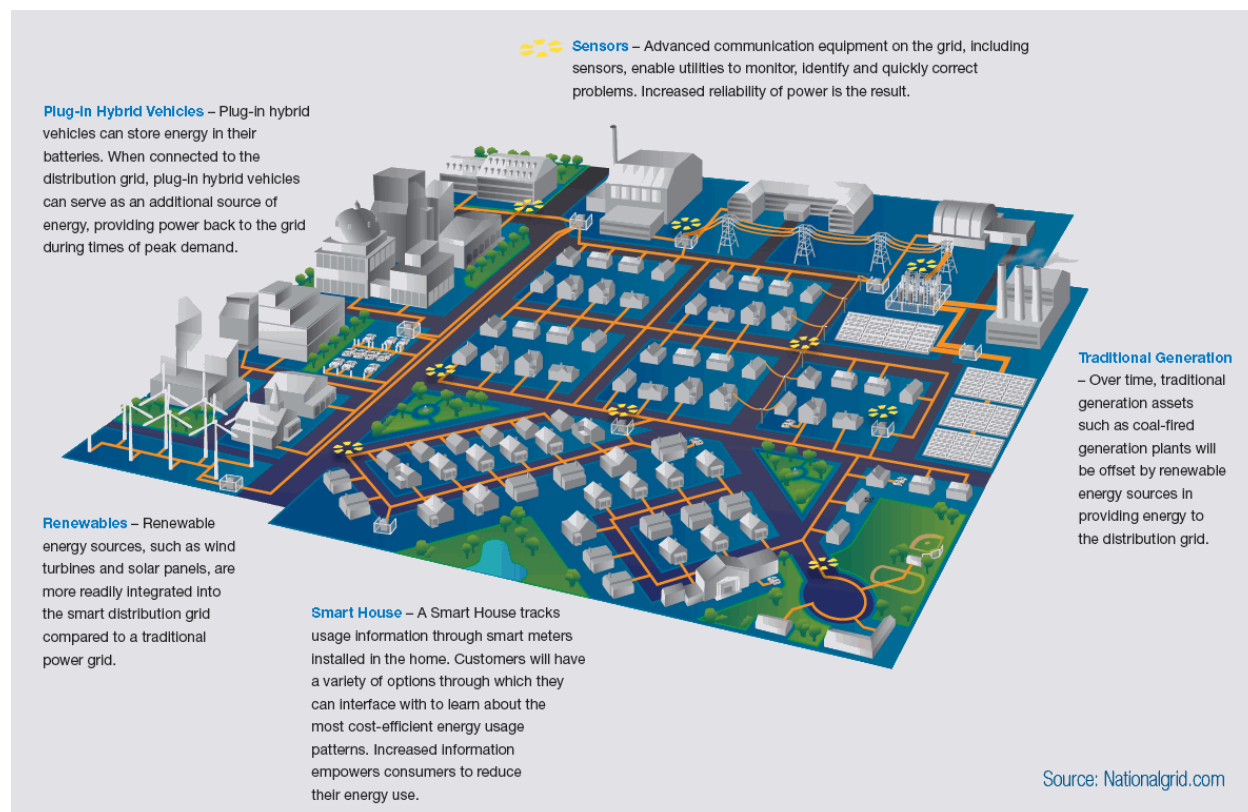 Sensors – Advanced communication equipment on the grid, including
sensors, enable utilities to monitor, identify and quickly correct
problems. Increased reliability of power is the result.
Plug-In Hybrid Vehicles – Plug-in hybrid
vehicles can store energy in their
batteries. When connected to the
distribution grid, plug-in hybrid vehicles
can serve as an additional source of
energy, providing power back to the grid
during times of peak demand.
Traditional Generation
– Over time, traditional
generation assets
such as coal-fired
generation plants will
be offset by renewable
energy sources in
providing energy to
the distribution grid.
Renewables – Renewable
energy sources, such as wind
turbines and solar panels, are
more readily integrated into
the smart distribution grid
compared to a traditional
power grid.
Smart House – A Smart House tracks
usage information through smart meters
installed in the home. Customers will have
a variety of options through which they
can interface with to learn about the
most cost-efficient energy usage
patterns. Increased information
empowers consumers to reduce
their energy use.
Source: Nationalgrid.com